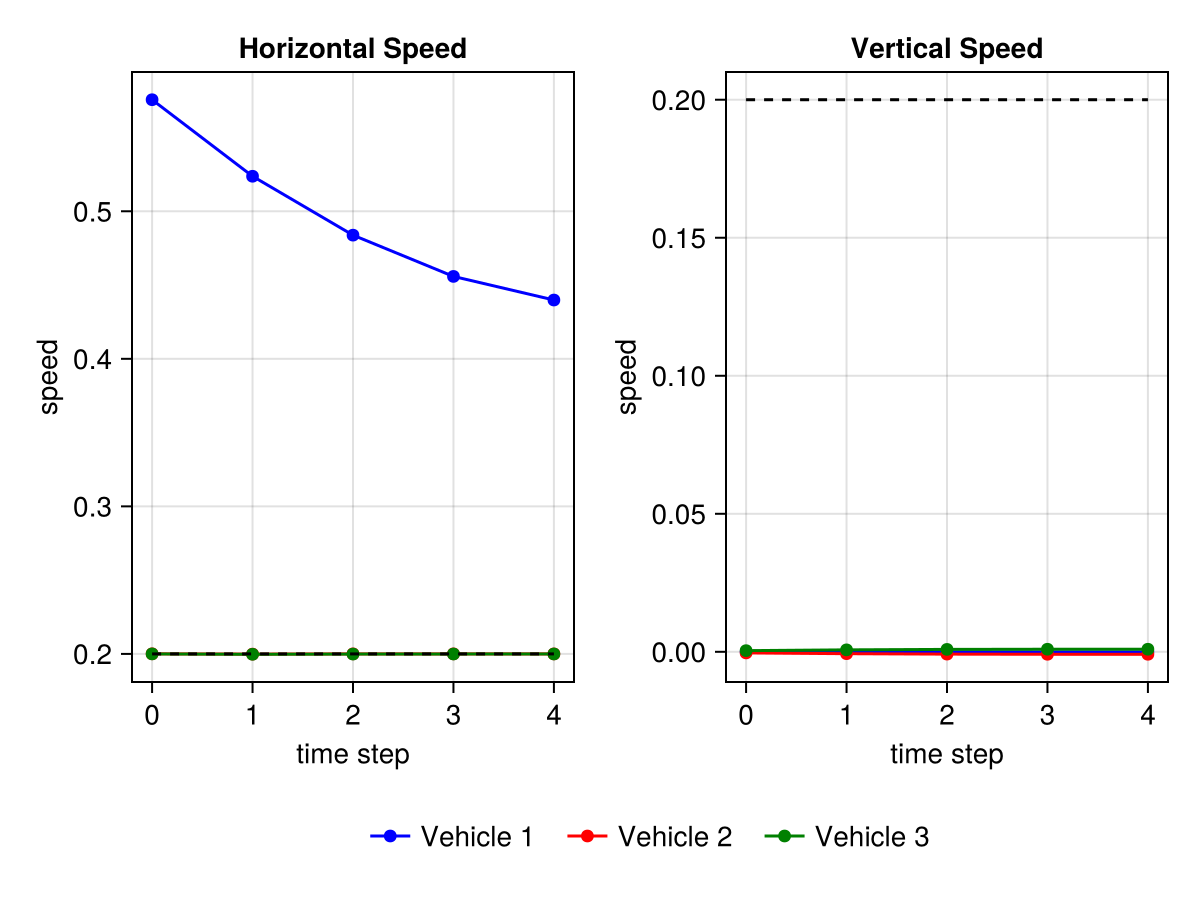 Horizontal Speed
speed
0.5
0.4
0.3
0.2
0 1 2 3 4
time step
Vertical Speed
speed
0.20
0.15
0.10
0.05
0.00
0 1 2 3 4
time step
Vehicle 1 Vehicle 2 Vehicle 3